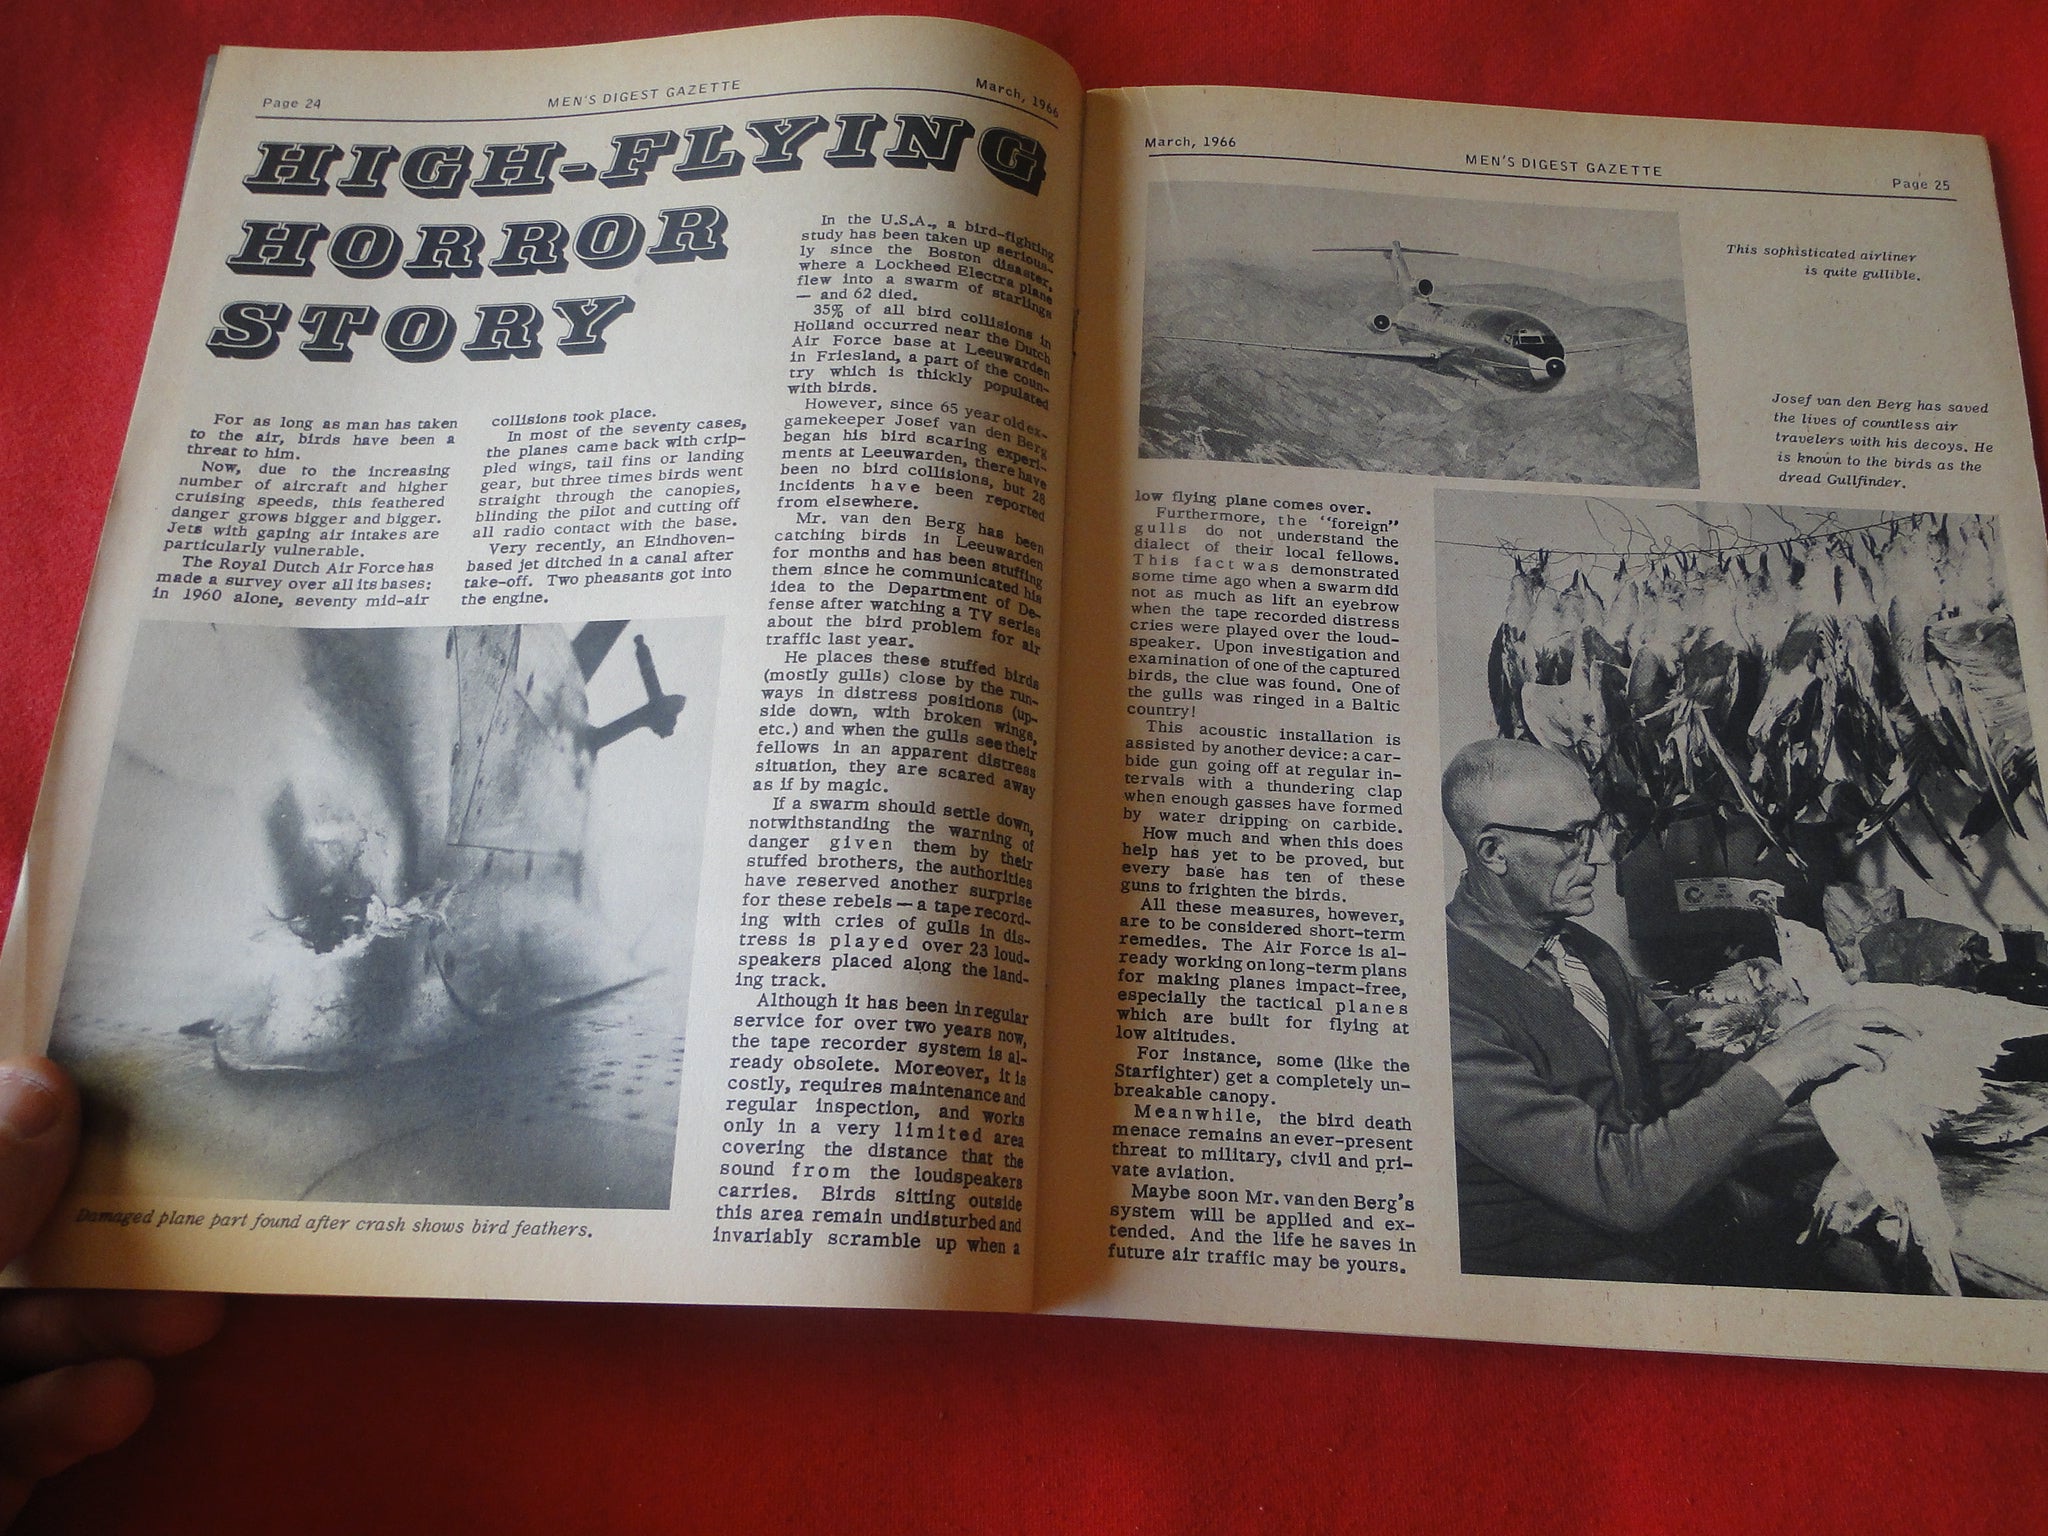 Page 24
MEN'S DIGEST GAZETTE
March, 1966
HIGH-FLYING
HORROR
STORY
For as long as man has taken
to the air, birds have been a
threat to him.
Now, due to the increasing
number of aircraft and higher
cruising speeds, this feathered
danger grows bigger and bigger.
Jets with gaping air intakes are
particularly vulnerable.
The Royal Dutch Air Force has
made a survey over all its bases:
in 1960 alone, seventy mid-air
collisions took place.
In most of the seventy cases,
the planes came back with crip-
pled wings, tail fins or landing
gear, but three times birds went
straight through the canopies,
blinding the pilot and cutting off
all radio contact with the base.
Very recently, an Eindhoven-
based jet ditched in a canal after
take-off. Two pheasants got into
the engine.
In the U.S.A., a bird-fighting
study has been taken up serious-
ly since the Boston disaster,
where a Lockheed Electra plane
flew into a swarm of starlings
— and 62 died.
35% of all bird collisions in
Holland occurred near the Dutch
Air Force base at Leeuwarden
in Friesland, a part of the coun-
try which is thickly populated
with birds.
However, since 65 year old ex-
gamekeeper Josef van den Berg
began his bird scaring experi-
ments at Leeuwarden, there have
been no bird collisions, but 28
incidents have been reported
from elsewhere.
Mr. van den Berg has been
catching birds in Leeuwarden
for months and has been stuffing
them since he communicated his
idea to the Department of De-
fense after watching a TV series
about the bird problem for air
traffic last year.
He places these stuffed birds
(mostly gulls) close by the run-
ways in distress positions (up-
side down, with broken wings,
etc.) and when the gulls see their
fellows in an apparent distress
situation, they are scared away
as if by magic.
If a swarm should settle down,
notwithstanding the warning of
danger given them by their
stuffed brothers, the authorities
have reserved another surprise
for these rebels — a tape record-
ing with cries of gulls in dis-
tress is played over 23 loud-
speakers placed along the land-
ing track.
Although it has been in regular
service for over two years now,
the tape recorder system is al-
ready obsolete. Moreover, it is
costly, requires maintenance and
regular inspection, and works
only in a very limited area
covering the distance that the
sound from the loudspeakers
carries. Birds sitting outside
this area remain undisturbed and
invariably scramble up when a
Damaged plane part found after crash shows bird feathers.
March, 1966
MEN'S DIGEST GAZETTE
Page 25
This sophisticated airliner
is quite gullible.
Josef van den Berg has saved
the lives of countless air
travelers with his decoys. He
is known to the birds as the
dread Gullfinder.
low flying plane comes over.
Furthermore, the "foreign"
gulls do not understand the
dialect of their local fellows.
This fact was demonstrated
some time ago when a swarm did
not as much as lift an eyebrow
when the tape recorded distress
cries were played over the loud-
speaker. Upon investigation and
examination of one of the captured
birds, the clue was found. One of
the gulls was ringed in a Baltic
country!
This acoustic installation is
assisted by another device: a car-
bide gun going off at regular in-
tervals with a thundering clap
when enough gasses have formed
by water dripping on carbide.
How much and when this does
help has yet to be proved, but
every base has ten of these
guns to frighten the birds.
All these measures, however,
are to be considered short-term
remedies. The Air Force is al-
ready working on long-term plans
for making planes impact-free,
especially the tactical planes
which are built for flying at
low altitudes.
For instance, some (like the
Starfighter) get a completely un-
breakable canopy.
Meanwhile, the bird death
menace remains an ever-present
threat to military, civil and pri-
vate aviation.
Maybe soon Mr. van den Berg's
system will be applied and ex-
tended. And the life he saves in
future air traffic may be yours.